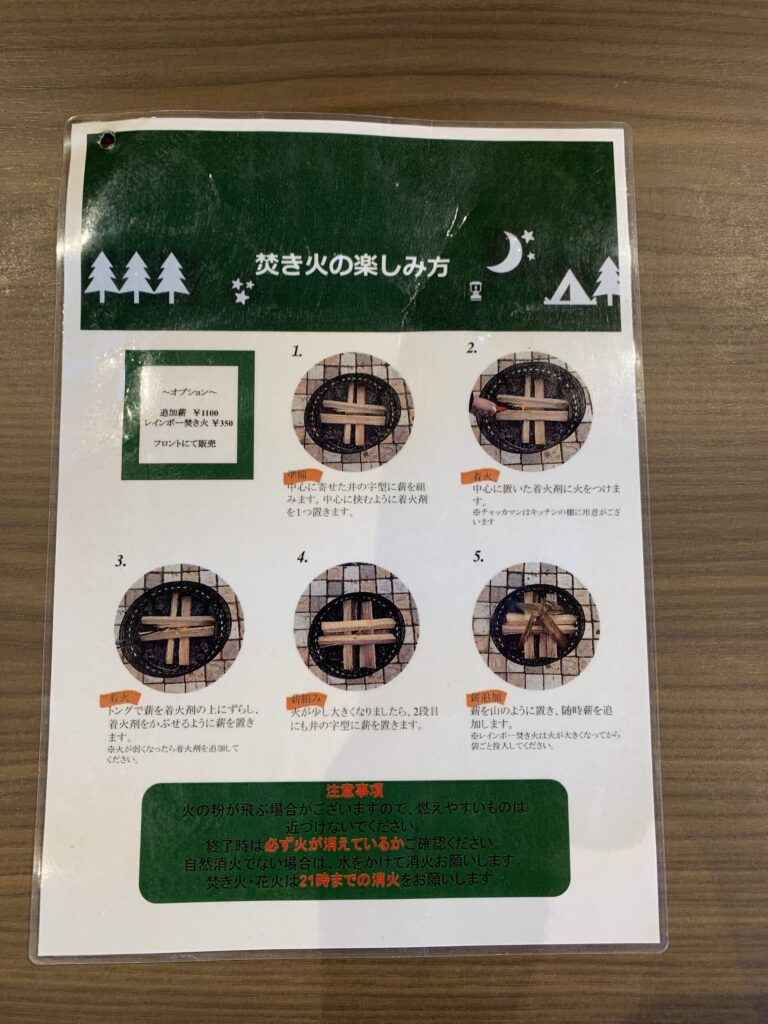 焚き火の楽しみ方
～オプション～
追加薪 ￥1100
レインボー焚き火 ￥350
フロントにて販売
1.
準備
中心に寄せた井の字型に薪を組
みます。中心に挟むように着火剤
を1つ置きます。
2.
着火
中心に置いた着火剤に火をつけま
す。
※チャッカマンはキッチンの棚に用意がござ
います
3.
着火
トングで薪を着火剤の上にずらし、
着火剤をかぶせるように薪を置き
ます。
※火が弱くなったら着火剤を追加して
ください。
4.
薪組み
火が少し大きくなりましたら、2段目
にも井の字型に薪を置きます。
5.
薪追加
薪を山のように置き、随時薪を追
加します。
※レインボー焚き火は火が大きくなってから
袋ごと投入してください。
注意事項
火の粉が飛ぶ場合がございますので、燃えやすいものは
近づけないでください。
終了時は必ず火が消えているかご確認ください。
自然消火でない場合は、水をかけて消火お願いします。
焚き火・花火は21時までの消火をお願いします。